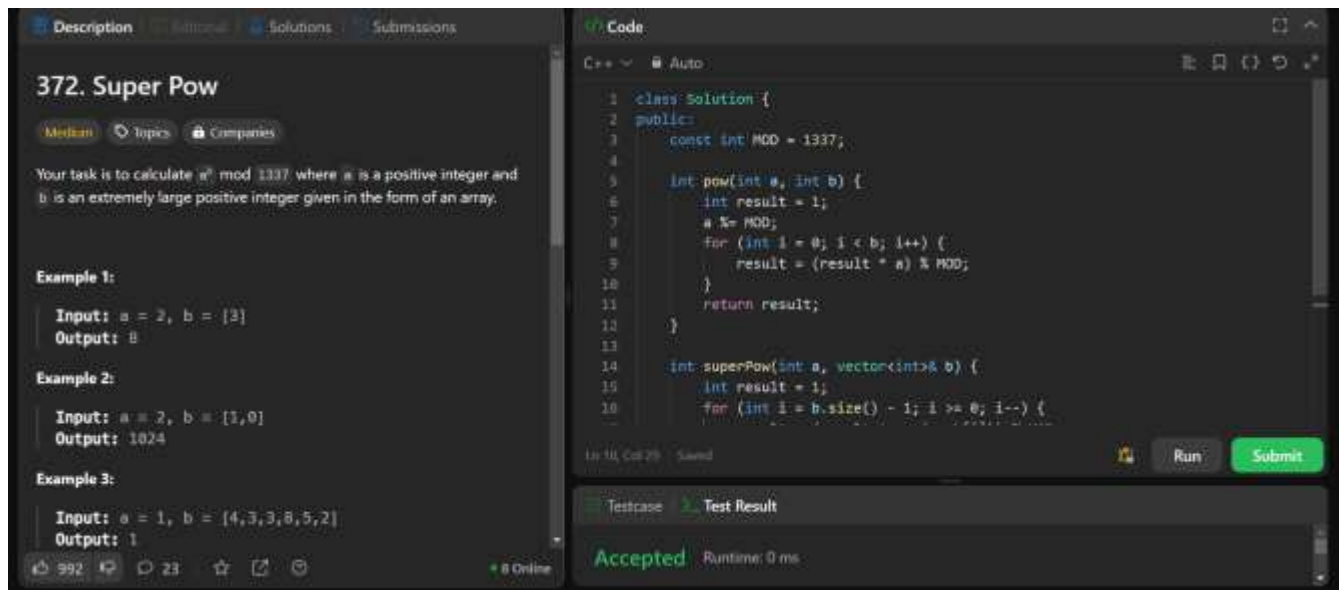 Description
Editorial
Solutions
Submissions
372. Super Pow
Medium
Topics
Companies
Your task is to calculate aᵇ mod 1337 where a is a positive integer and
b is an extremely large positive integer given in the form of an array.
Example 1:
Input: a = 2, b = [3]
Output: 8
Example 2:
Input: a = 2, b = [1,0]
Output: 1024
Example 3:
Input: a = 1, b = [4,3,3,8,5,2]
Output: 1
992
23
8 Online
</> Code
C++
Auto
1 class Solution {
2 public:
3 const int MOD = 1337;
4
5 int pow(int a, int b) {
6 int result = 1;
7 a %= MOD;
8 for (int i = 0; i < b; i++) {
9 result = (result * a) % MOD;
10 }
11 return result;
12 }
13
14 int superPow(int a, vector<int>& b) {
15 int result = 1;
16 for (int i = b.size() - 1; i >= 0; i--) {
Saved
Run
Submit
Testcase
Test Result
Accepted
Runtime: 0 ms